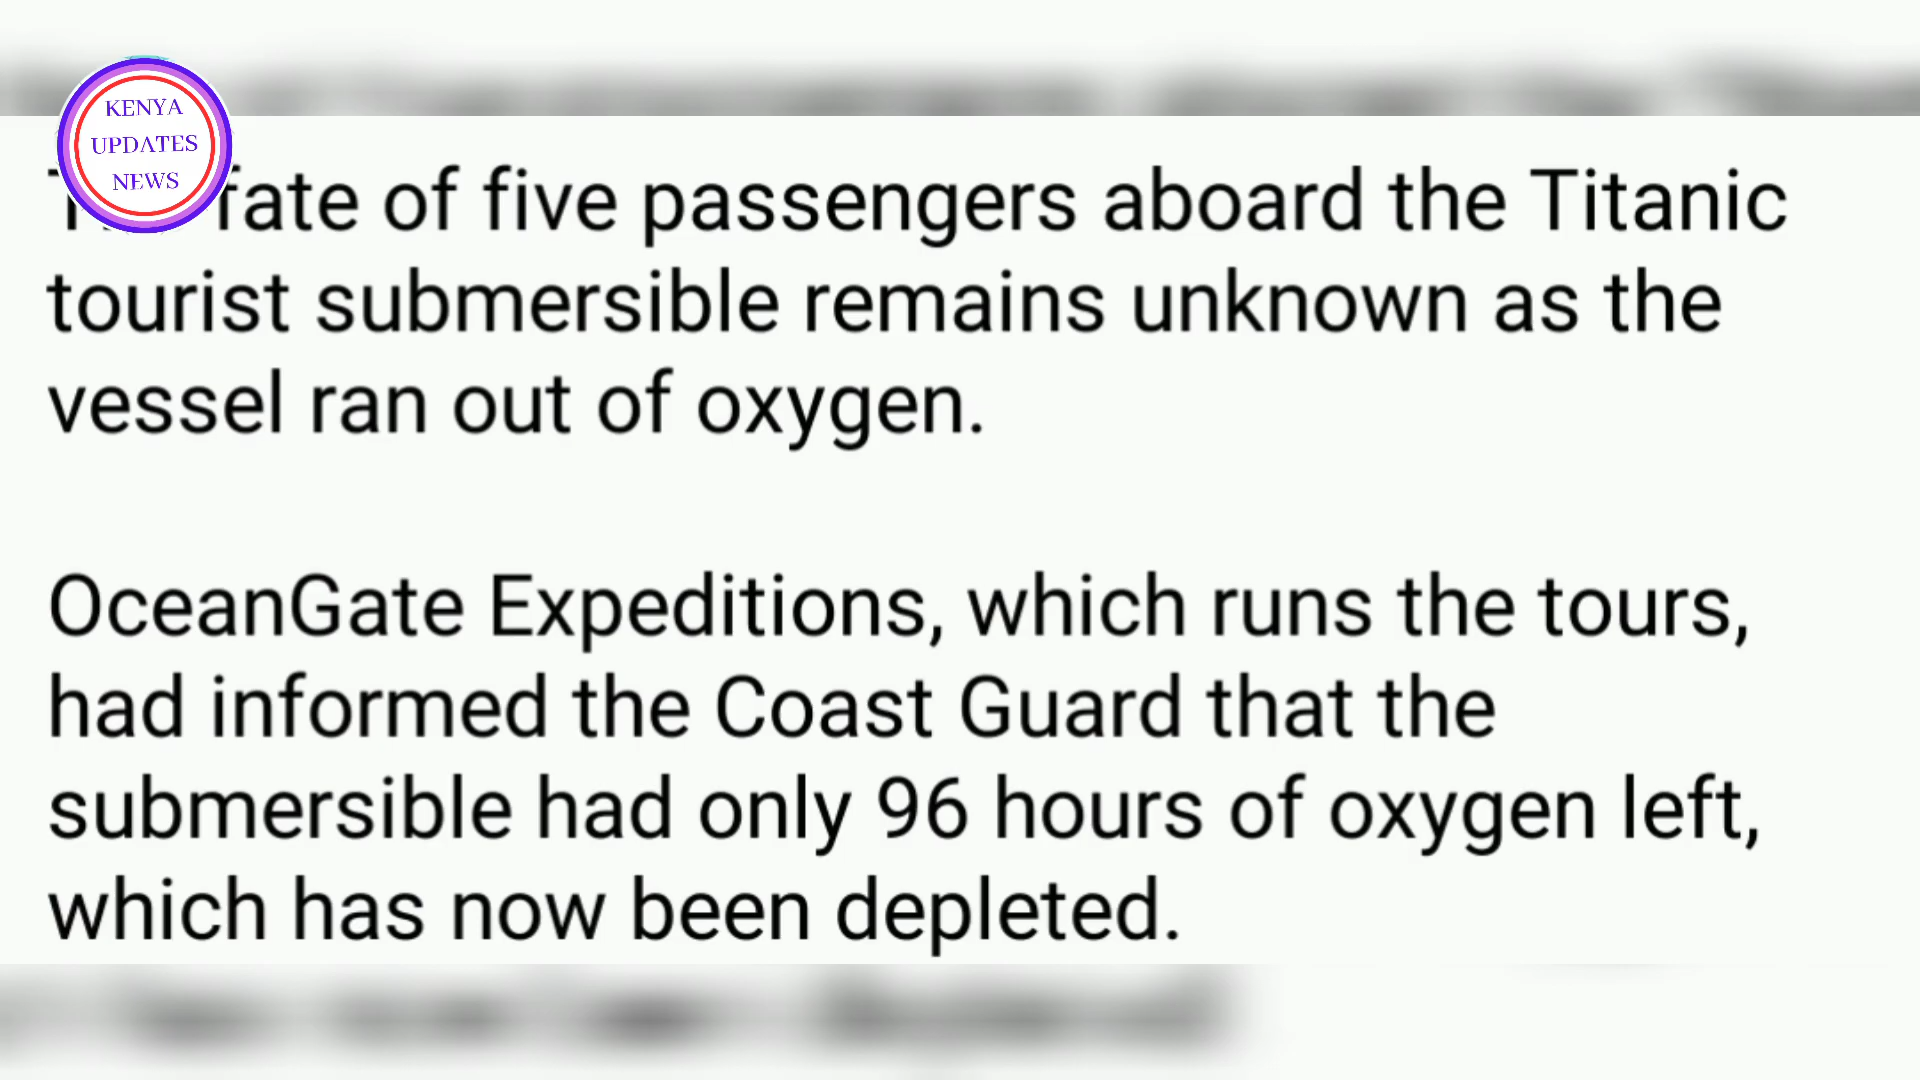 KENYA
UPDATES
NEWS
fate of five passengers aboard the Titanic
tourist submersible remains unknown as the
vessel ran out of oxygen.
OceanGate Expeditions, which runs the tours,
had informed the Coast Guard that the
submersible had only 96 hours of oxygen left,
which has now been depleted.